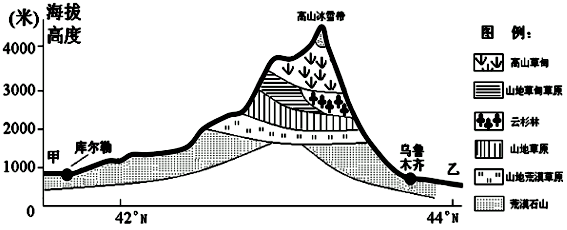 (米)
海拔
高度
4000
3000
2000
1000
0
高山冰雪带
甲
库尔勒
乌鲁
木齐
乙
42°N
44°N
图 例:
高山草甸
山地草甸草原
云杉林
山地草原
山地荒漠草原
荒漠石山